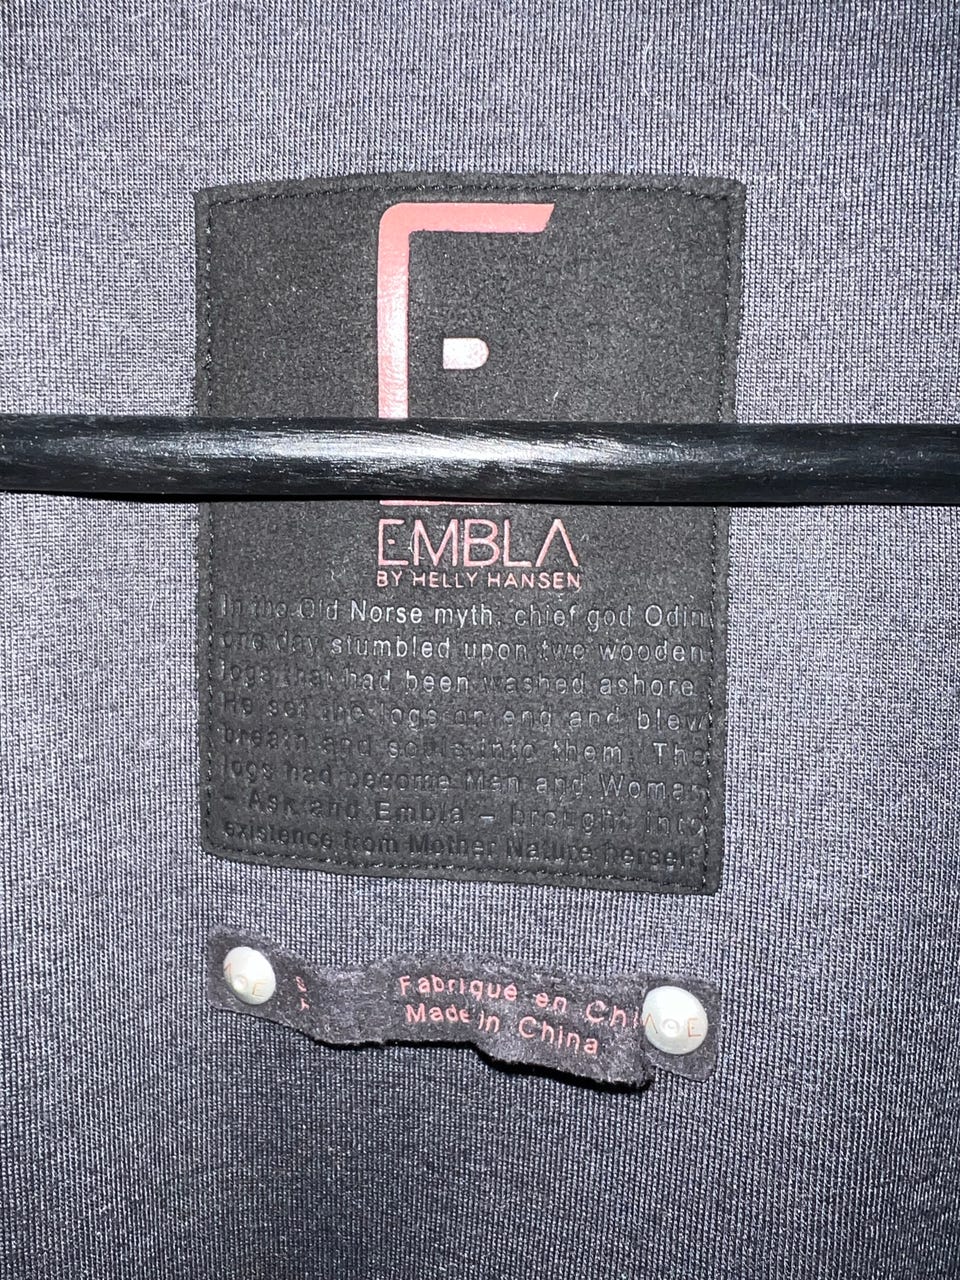 EMBLA
BY HELLY HANSEN
In the Old Norse myth, chief god Odin
one day stumbled upon two wooden
logs that had been washed ashore.
He set the logs on end and blew
breath and souls into them. The
logs had become Man and Woman
– Ask and Embla – brought into
existence from Mother Nature herself.
Fabriqué en Chi
Made in China